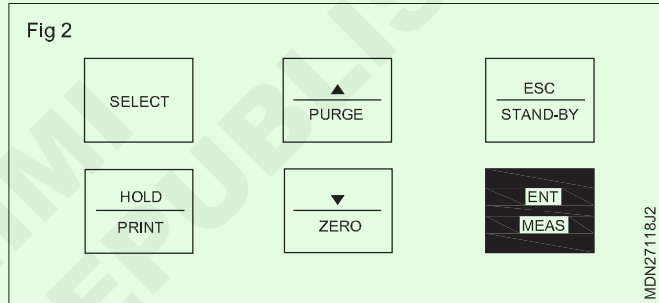 Fig 2
SELECT
▲
PURGE
ESC
STAND-BY
HOLD
PRINT
▼
ZERO
ENT
MEAS
MDN27118J2